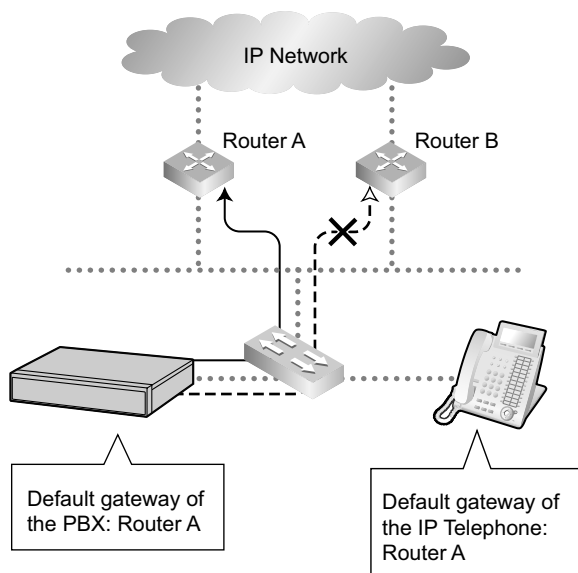 IP Network
Router A
Router B
Default gateway of
the PBX: Router A
Default gateway of
the IP Telephone:
Router A